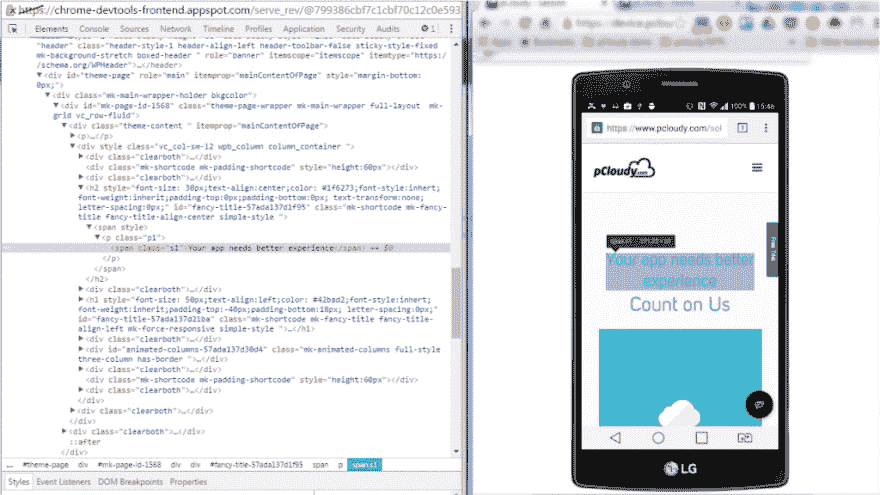 https://chrome-devtools-frontend.appspot.com/serve_rev/@799386cbf7c1cbf70c12c0e593
Elements Console Sources Network Timeline Profiles Application Security Audits 1
"header" class="header-style-1 header-align-left header-toolbar-false sticky-style-fixed
mk-background-stretch boxed-header " role="banner" itemscope="itemscope" itemtype="https:/
/schema.org/WPHeader">…</header>
▼<div id="theme-page" role="main" itemprop="mainContentOfPage" style="margin-bottom:
0px;">
▼<div class="mk-main-wrapper-holder bkgcolor">
▼<div id="mk-page-id-1568" class="theme-page-wrapper mk-main-wrapper full-layout mk-
grid vc_row-fluid">
▼<div class="theme-content " itemprop="mainContentOfPage">
▶<p>…</p>
▼<div style class="vc_col-sm-12 wpb_column column_container ">
▶<div class="clearboth">…</div>
<div class="mk-shortcode mk-padding-shortcode" style="height:60px"></div>
▶<div class="clearboth">…</div>
▼<h2 style="font-size: 30px;text-align:center;color: #1f6273;font-style:inhert;
font-weight:inherit;padding-top:0px;padding-bottom:0px; text-transform:none;
letter-spacing:0px;" id="fancy-title-57ada137d1f95" class="mk-shortcode mk-fancy-
title fancy-title-align-center simple-style ">
▼<span style>
▼<p class="p1">
<span class="s1">Your app needs better experience</span> == $0
</p>
</span>
</h2>
▶<div class="clearboth">…</div>
▶<h1 style="font-size: 50px;text-align:left;color: #42bad2;font-style:inhert;
font-weight:inherit;padding-top:-40px;padding-bottom:18px; letter-spacing:0px;"
id="fancy-title-57ada137d21ba" class="mk-shortcode mk-fancy-title fancy-title-
align-left mk-force-responsive simple-style ">…</h1>
▶<div class="clearboth">…</div>
▶<div id="animated-columns-57ada137d30d4" class="mk-animated-columns full-style
three-column has-border ">…</div>
▶<div class="clearboth">…</div>
<div class="mk-shortcode mk-padding-shortcode" style="height:60px"></div>
▶<div class="clearboth">…</div>
</div>
▶<div class="clearboth">…</div>
</div>
▶<div class="clearboth">…</div>
::after
</div>
... #theme-page div #mk-page-id-1568 div div #fancy-title-57ada137d1f95 span p span.s1
Styles Event Listeners DOM Breakpoints Properties
100% 15:46
https://www.pcloudy.com/sol
pCloudy.com
Free Trial
Your app needs better
experience
Count on Us
LG